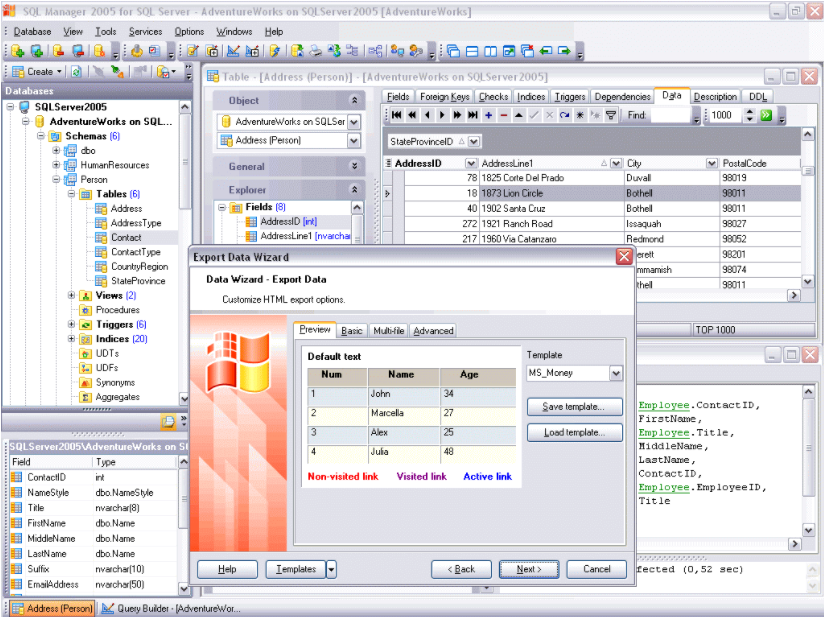 SQL Manager 2005 for SQL Server - AdventureWorks on SQLServer2005 [AdventureWorks]
Database View Tools Services Options Windows Help
Create
Databases
SQLServer2005
AdventureWorks on SQL...
Schemas (6)
dbo
HumanResources
Person
Tables (6)
Address
AddressType
Contact
ContactType
CountryRegion
StateProvince
Views (2)
Procedures
Triggers (6)
Indices (20)
UDTs
UDFs
Synonyms
Aggregates
SQLServer2005\AdventureWorks on S
Field Type
ContactID int
NameStyle dbo.NameStyle
Title nvarchar(8)
FirstName dbo.Name
MiddleName dbo.Name
LastName dbo.Name
Suffix nvarchar(10)
EmailAddress nvarchar(50)
Table - [Address (Person)] - [AdventureWorks on SQLServer2005]
Object
AdventureWorks on SQLSer
Address (Person)
General
Explorer
Fields (8)
AddressID [int]
AddressLine1 [nvarchar
Fields Foreign Keys Checks Indices Triggers Dependencies Data Description DDL
Find: 1000
StateProvinceID
AddressID AddressLine1 City PostalCode
78 1825 Corte Del Prado Duvall 98019
18 1873 Lion Circle Bothell 98011
40 1902 Santa Cruz Bothell 98011
272 1921 Ranch Road Issaquah 98027
217 1960 Via Catanzaro Redmond 98052
erett 98201
mmamish 98074
thell 98011
TOP 1000
Export Data Wizard
Data Wizard - Export Data
Customize HTML export options.
Preview Basic Multi-file Advanced
Default text
Num Name Age
1 John 34
2 Marcella 27
3 Alex 25
4 Julia 48
Non-visited link Visited link Active link
Template
MS_Money
Save template...
Load template...
Help Templates < Back Next > Cancel
Employee.ContactID,
FirstName,
Employee.Title,
MiddleName,
LastName,
ContactID,
Employee.EmployeeID,
Title
fected (0,52 sec)
Address (Person) Query Builder - [AdventureWor...